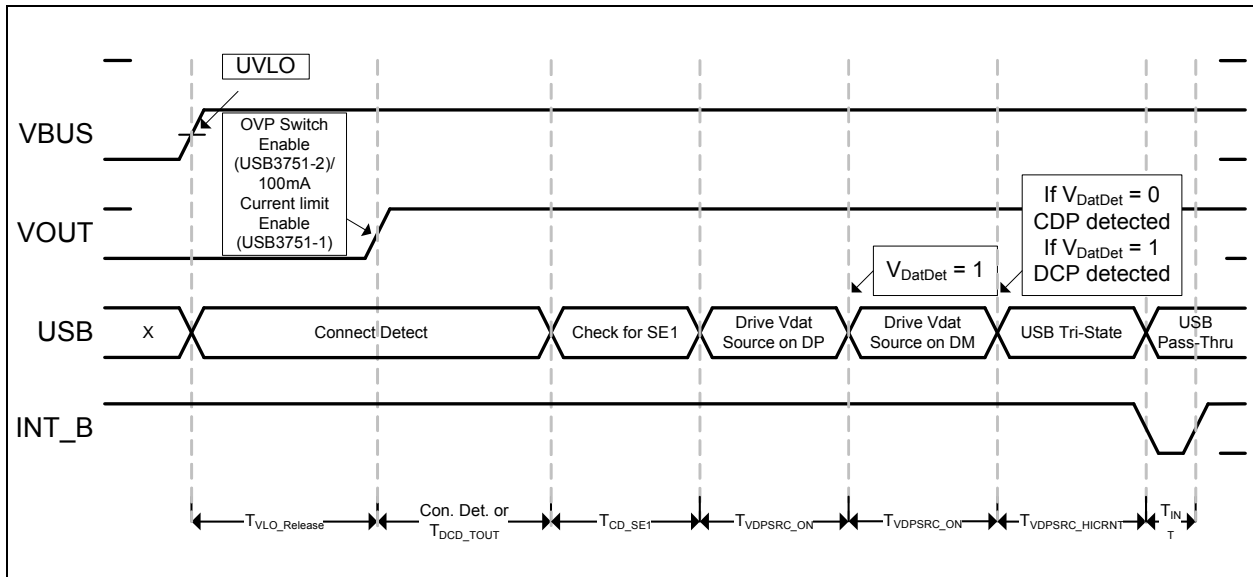 UVLO
VBUS
OVP Switch
Enable
(USB3751-2)/
100mA
Current limit
Enable
(USB3751-1)
VOUT
V_DatDet = 1
If V_DatDet = 0
CDP detected
If V_DatDet = 1
DCP detected
USB
X
Connect Detect
Check for SE1
Drive Vdat
Source on DP
Drive Vdat
Source on DM
USB Tri-State
USB
Pass-Thru
INT_B
T_VLO_Release
Con. Det. or
T_DCD_TOUT
T_CD_SE1
T_VDPSRC_ON
T_VDPSRC_ON
T_VDPSRC_HICRNT
T_IN
T